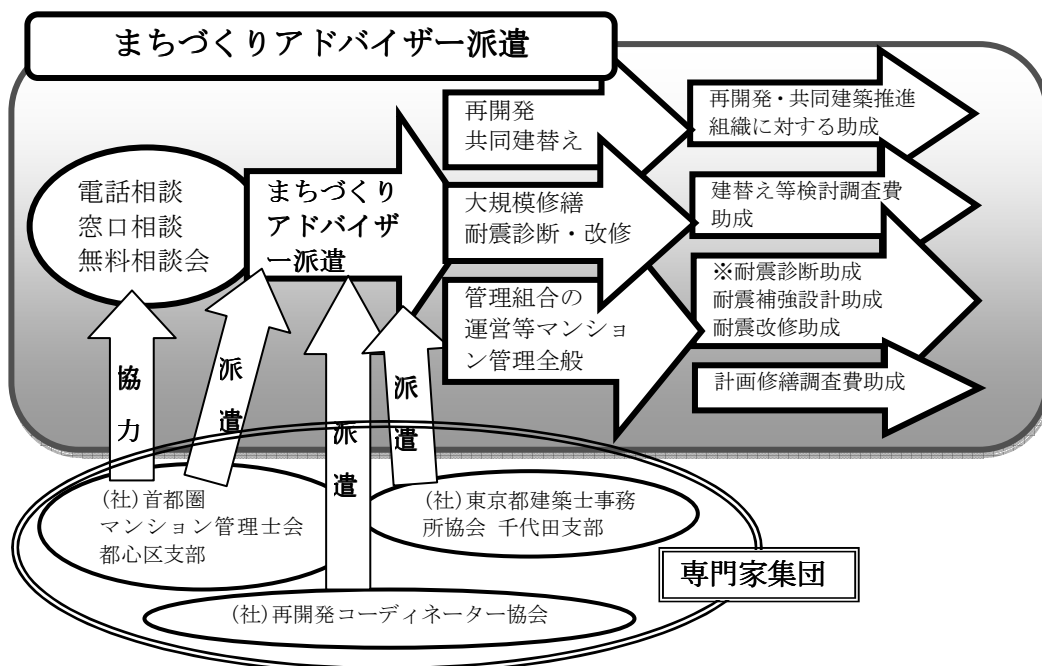 まちづくりアドバイザー派遣
電話相談
窓口相談
無料相談会
まちづくり
アドバイザ
ー派遣
再開発
共同建替え
大規模修繕
耐震診断・改修
管理組合の
運営等マンショ
ン管理全般
再開発・共同建築推進
組織に対する助成
建替え等検討調査費
助成
※耐震診断助成
耐震補強設計助成
耐震改修助成
計画修繕調査費助成
協力
派遣
派遣
派遣
(社)首都圏
マンション管理士会
都心区支部
(社)東京都建築士事務
所協会 千代田支部
(社)再開発コーディネーター協会
専門家集団